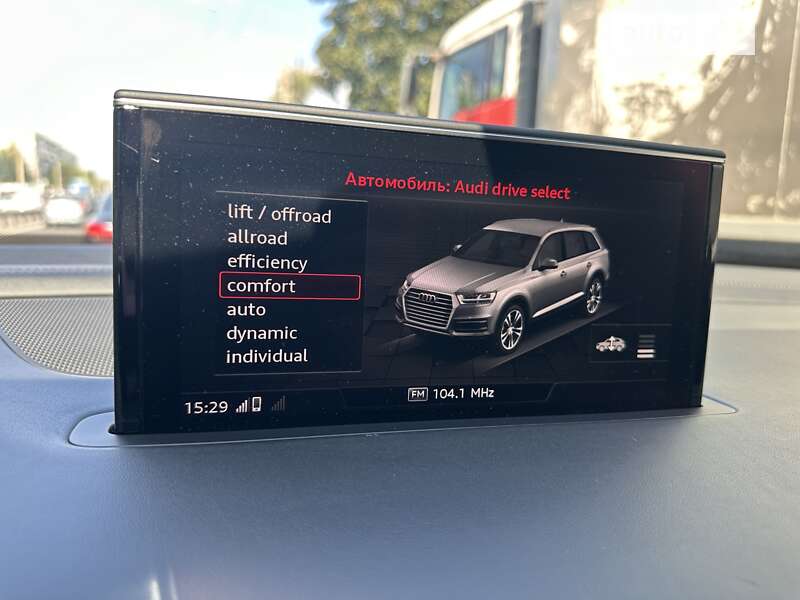 Автомобиль: Audi drive select
lift / offroad
allroad
efficiency
comfort
auto
dynamic
individual
15:29
FM 104.1 MHz